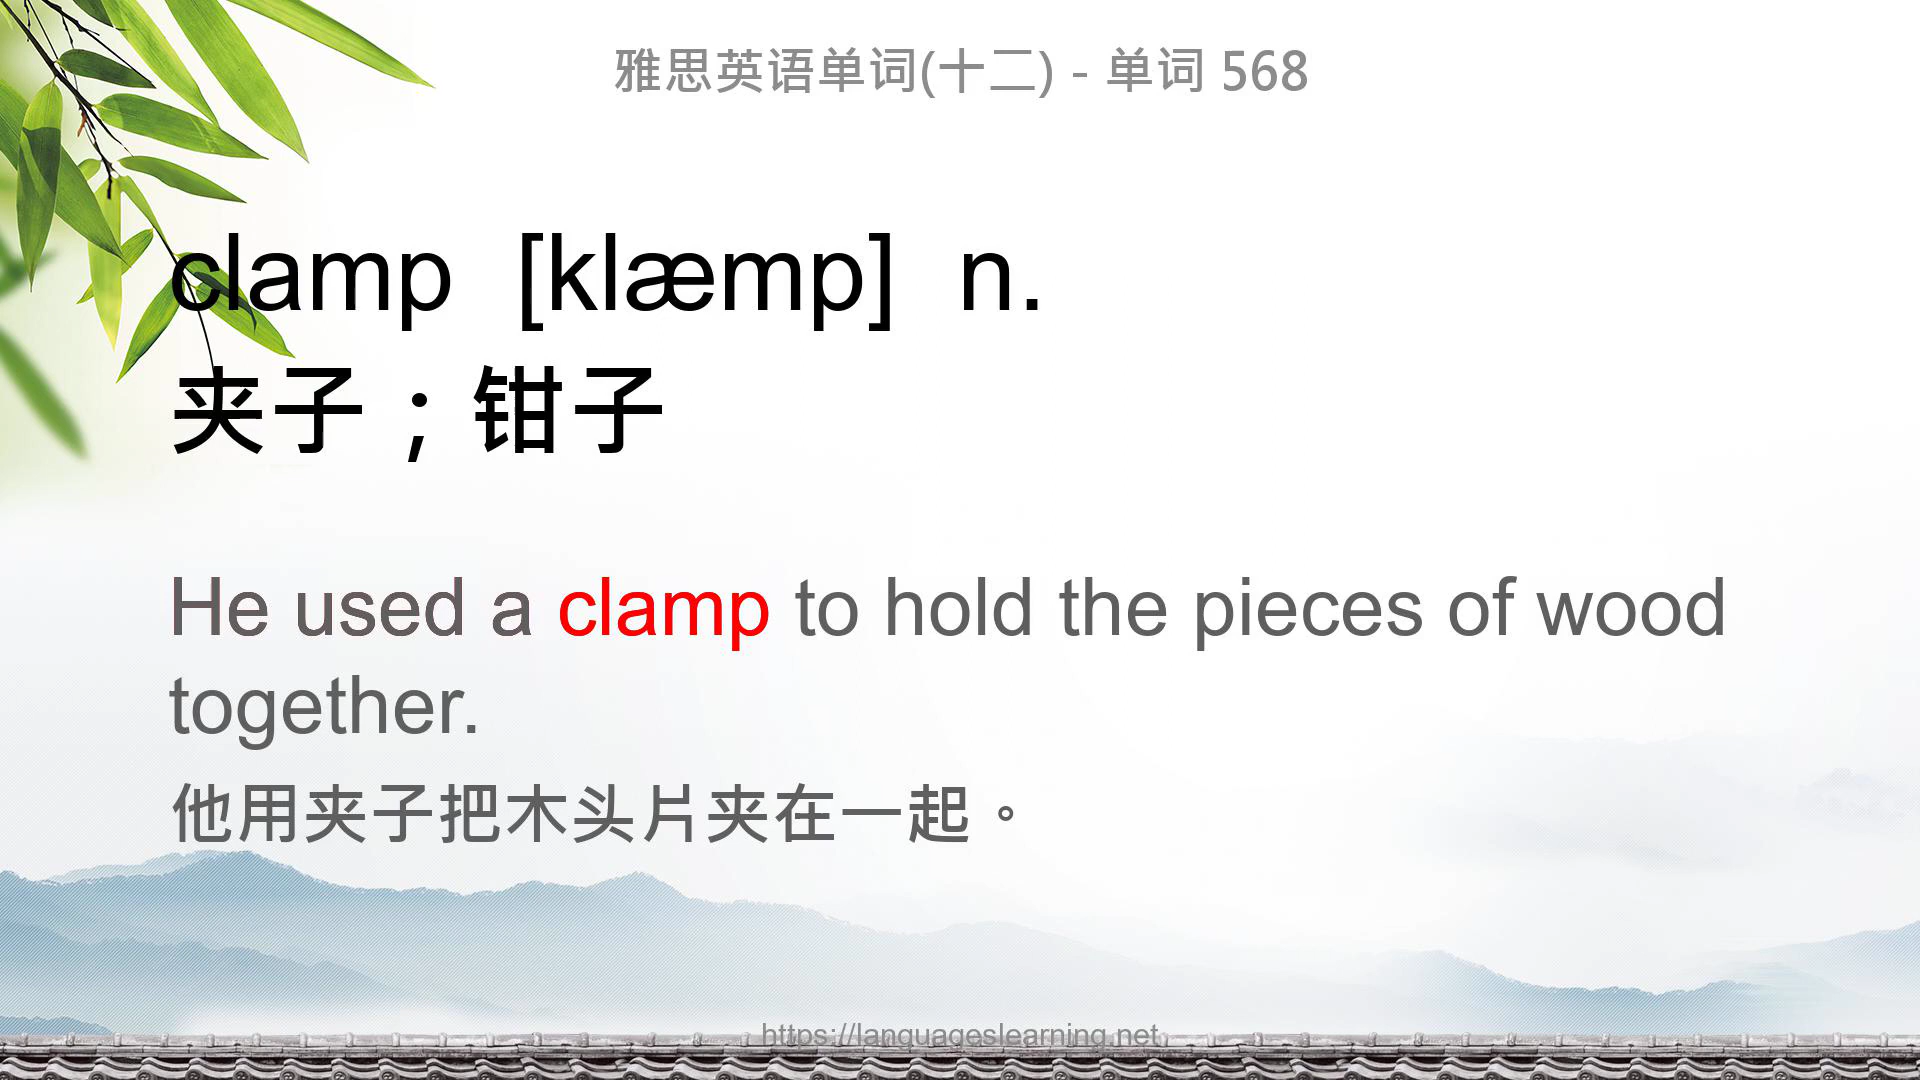 雅思英语单词(十二) - 单词 568
clamp [klæmp] n.
夹子；钳子
He used a clamp to hold the pieces of wood
together.
他用夹子把木头片夹在一起。
https://languageslearning.net